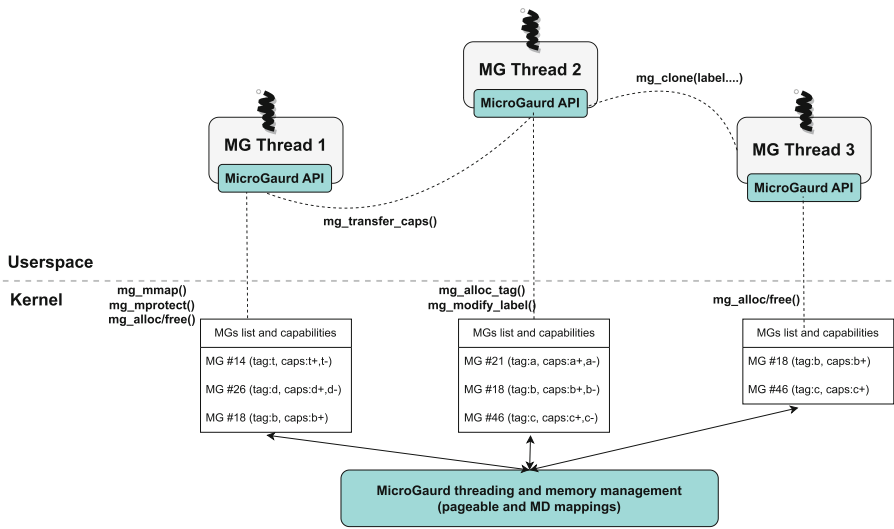 MG Thread 2
MicroGaurd API
mg_clone(label....)
MG Thread 1
MicroGaurd API
MG Thread 3
MicroGaurd API
mg_transfer_caps()
Userspace
Kernel
mg_mmap()
mg_mprotect()
mg_alloc/free()
mg_alloc_tag()
mg_modify_label()
mg_alloc/free()
MGs list and capabilities
MG #14 (tag:t, caps:t+,t-)
MG #26 (tag:d, caps:d+,d-)
MG #18 (tag:b, caps:b+)
MGs list and capabilities
MG #21 (tag:a, caps:a+,a-)
MG #18 (tag:b, caps:b+,b-)
MG #46 (tag:c, caps:c+,c-)
MGs list and capabilities
MG #18 (tag:b, caps:b+)
MG #46 (tag:c, caps:c+)
MicroGaurd threading and memory management
(pageable and MD mappings)